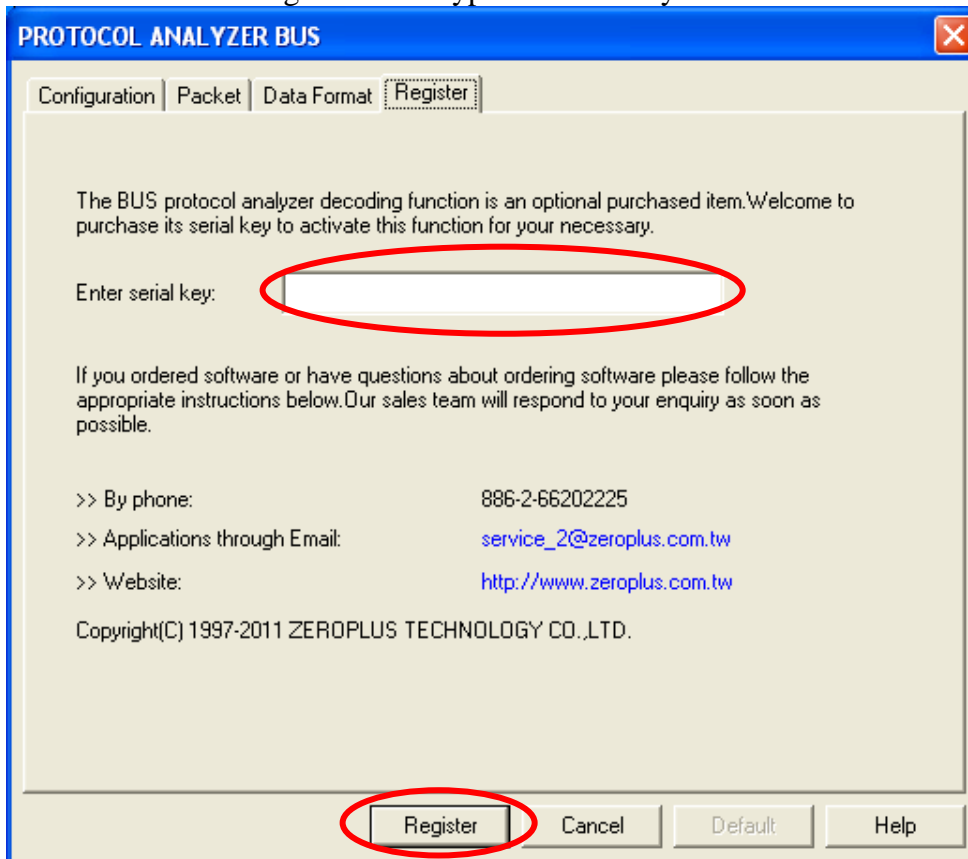 PROTOCOL ANALYZER BUS
Configuration Packet Data Format Register
The BUS protocol analyzer decoding function is an optional purchased item.Welcome to
purchase its serial key to activate this function for your necessary.
Enter serial key:
If you ordered software or have questions about ordering software please follow the
appropriate instructions below.Our sales team will respond to your enquiry as soon as
possible.
>> By phone: 886-2-66202225
>> Applications through Email: service_2@zeroplus.com.tw
>> Website: http://www.zeroplus.com.tw
Copyright(C) 1997-2011 ZEROPLUS TECHNOLOGY CO.,LTD.
Register Cancel Default Help